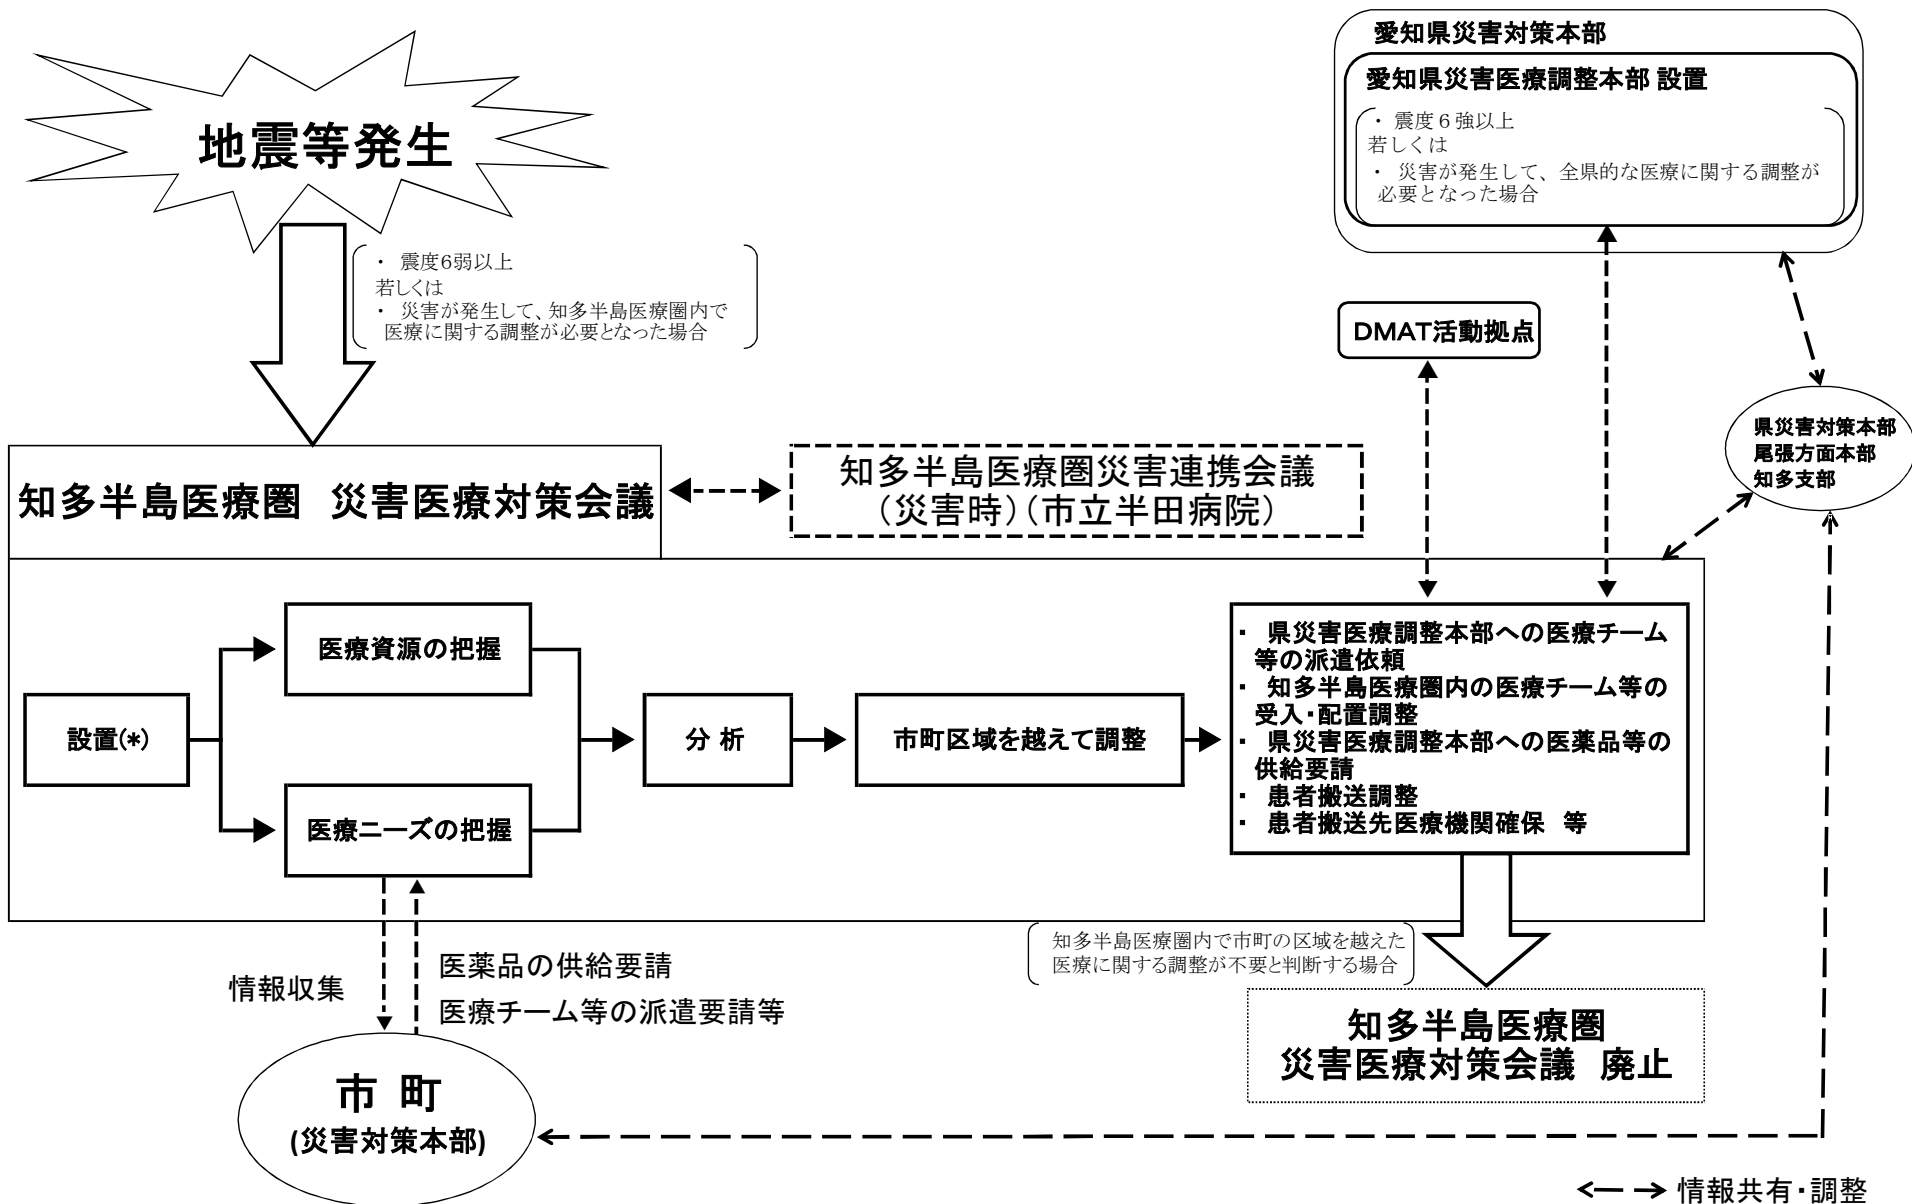 地震等発生
・ 震度6弱以上
若しくは
・ 災害が発生して、知多半島医療圏内で
医療に関する調整が必要となった場合
愛知県災害対策本部
愛知県災害医療調整本部 設置
・ 震度6強以上
若しくは
・ 災害が発生して、全県的な医療に関する調整が
必要となった場合
DMAT活動拠点
県災害対策本部
尾張方面本部
知多支部
知多半島医療圏 災害医療対策会議
知多半島医療圏災害連携会議
(災害時)(市立半田病院)
設置(*)
医療資源の把握
医療ニーズの把握
分 析
市町区域を越えて調整
・ 県災害医療調整本部への医療チーム
等の派遣依頼
・ 知多半島医療圏内の医療チーム等の
受入・配置調整
・ 県災害医療調整本部への医薬品等の
供給要請
・ 患者搬送調整
・ 患者搬送先医療機関確保 等
情報収集
医薬品の供給要請
医療チーム等の派遣要請等
市 町
(災害対策本部)
知多半島医療圏内で市町の区域を越えた
医療に関する調整が不要と判断する場合
知多半島医療圏
災害医療対策会議 廃止
情報共有・調整